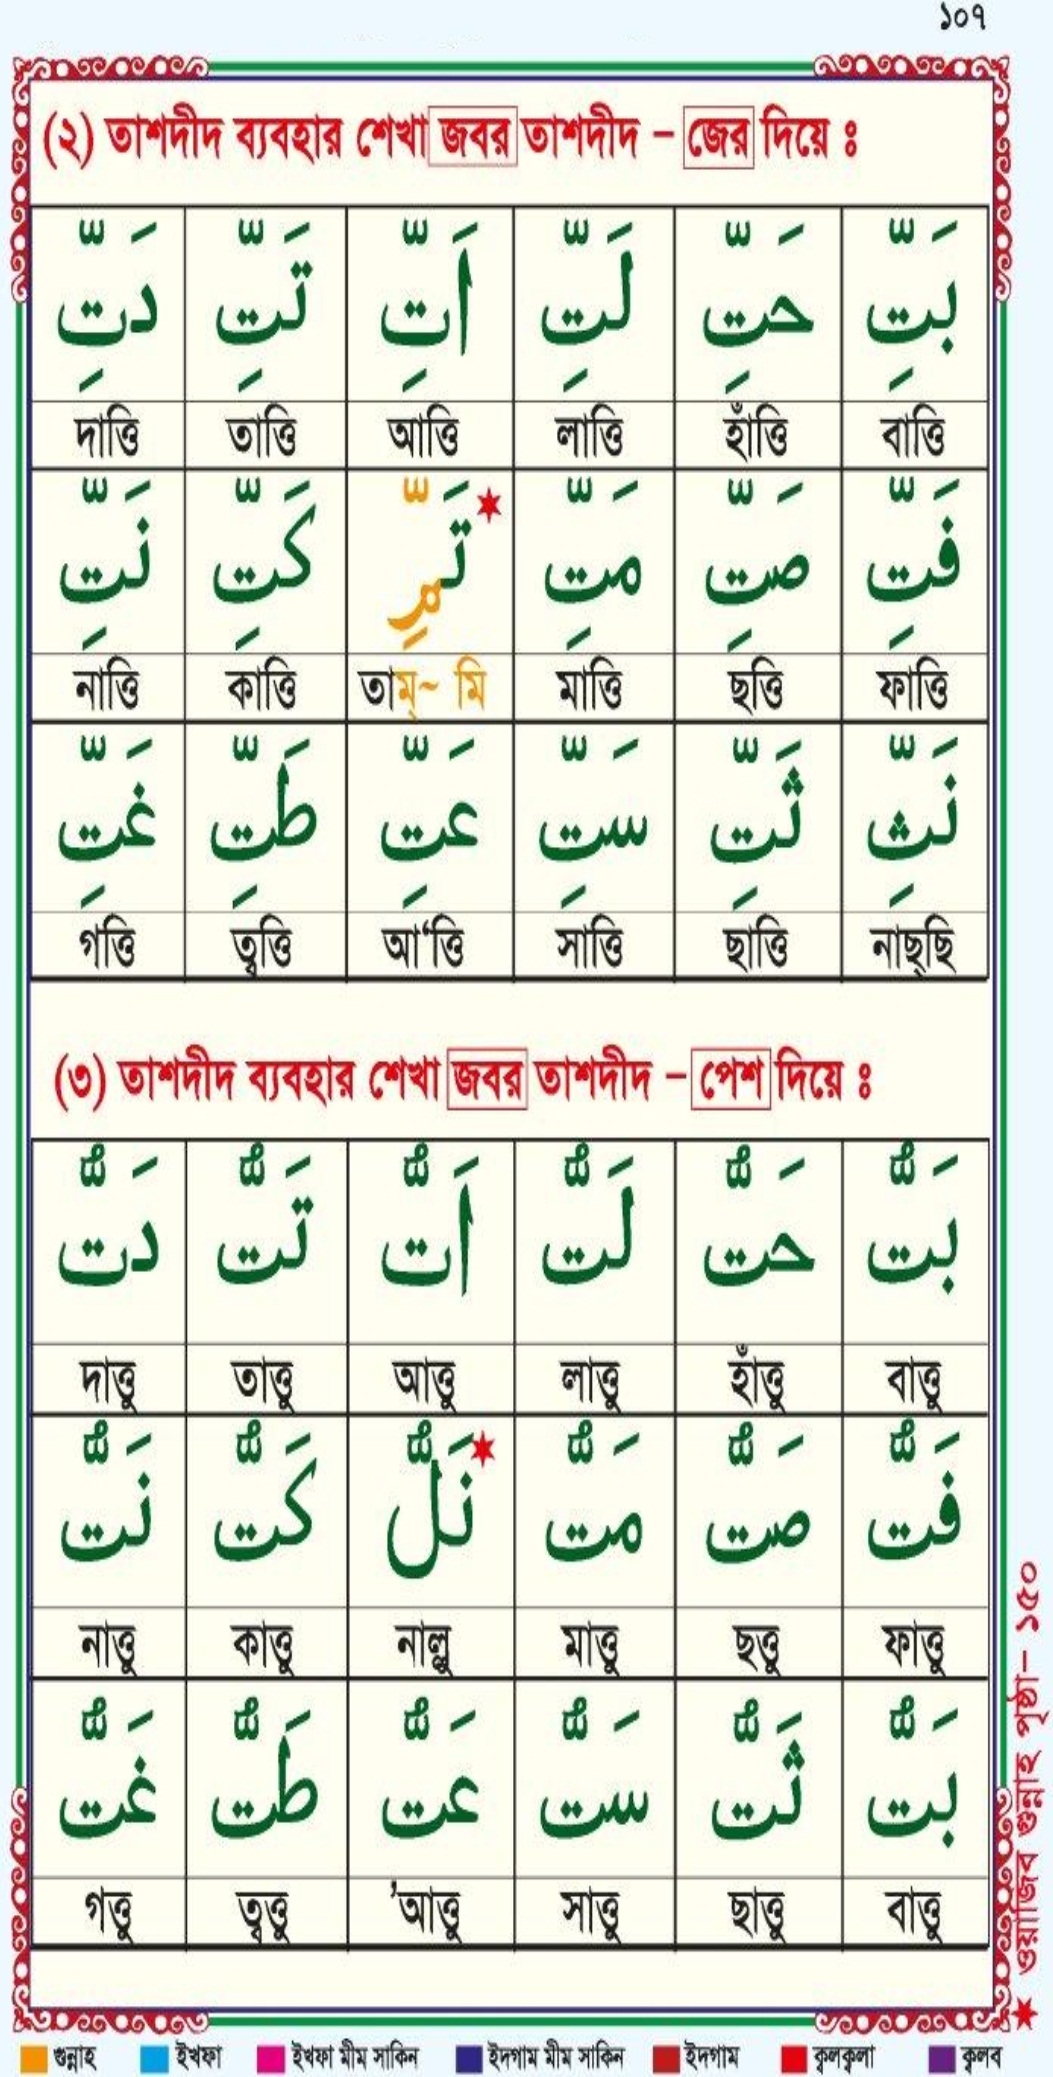 ১০৭
(২) তাশদীদ ব্যবহার শেখা জবর তাশদীদ – জের দিয়ে ঃ
بَتِّ حَتِّ لَتِّ اَتِّ تَتِّ دَتِّ
বাত্তি হাঁত্তি লাত্তি আত্তি তাত্তি দাত্তি
فَتِّ صَتِّ مَتِّ تَمِّ كَتِّ نَتِّ
ফাত্তি ছত্তি মাত্তি তাম্~ মি কাত্তি নাত্তি
نَثِّ ثَتِّ سَتِّ عَتِّ طَتِّ غَتِّ
নাছ্ছি ছাত্তি সাত্তি আ‘ত্তি ত্বত্তি গত্তি
(৩) তাশদীদ ব্যবহার শেখা জবর তাশদীদ – পেশ দিয়ে ঃ
بَتُّ حَتُّ لَتُّ اَتُّ تَتُّ دَتُّ
বাত্তু হাঁত্তু লাত্তু আত্তু তাত্তু দাত্তু
فَتُّ صَتُّ مَتُّ نَلُّ كَتُّ نَتُّ
ফাত্তু ছত্তু মাত্তু নাল্লু কাত্তু নাত্তু
بَتُّ ثَتُّ سَتُّ عَتُّ طَتُّ غَتُّ
বাত্তু ছাত্তু সাত্তু ’আত্তু ত্বত্তু গত্তু
ওয়াজিব গুন্নাহ পৃষ্ঠা– ১৫০
গুন্নাহ ইখফা ইখফা মীম সাকিন ইদগাম মীম সাকিন ইদগাম ক্বলক্বলা ক্বলব